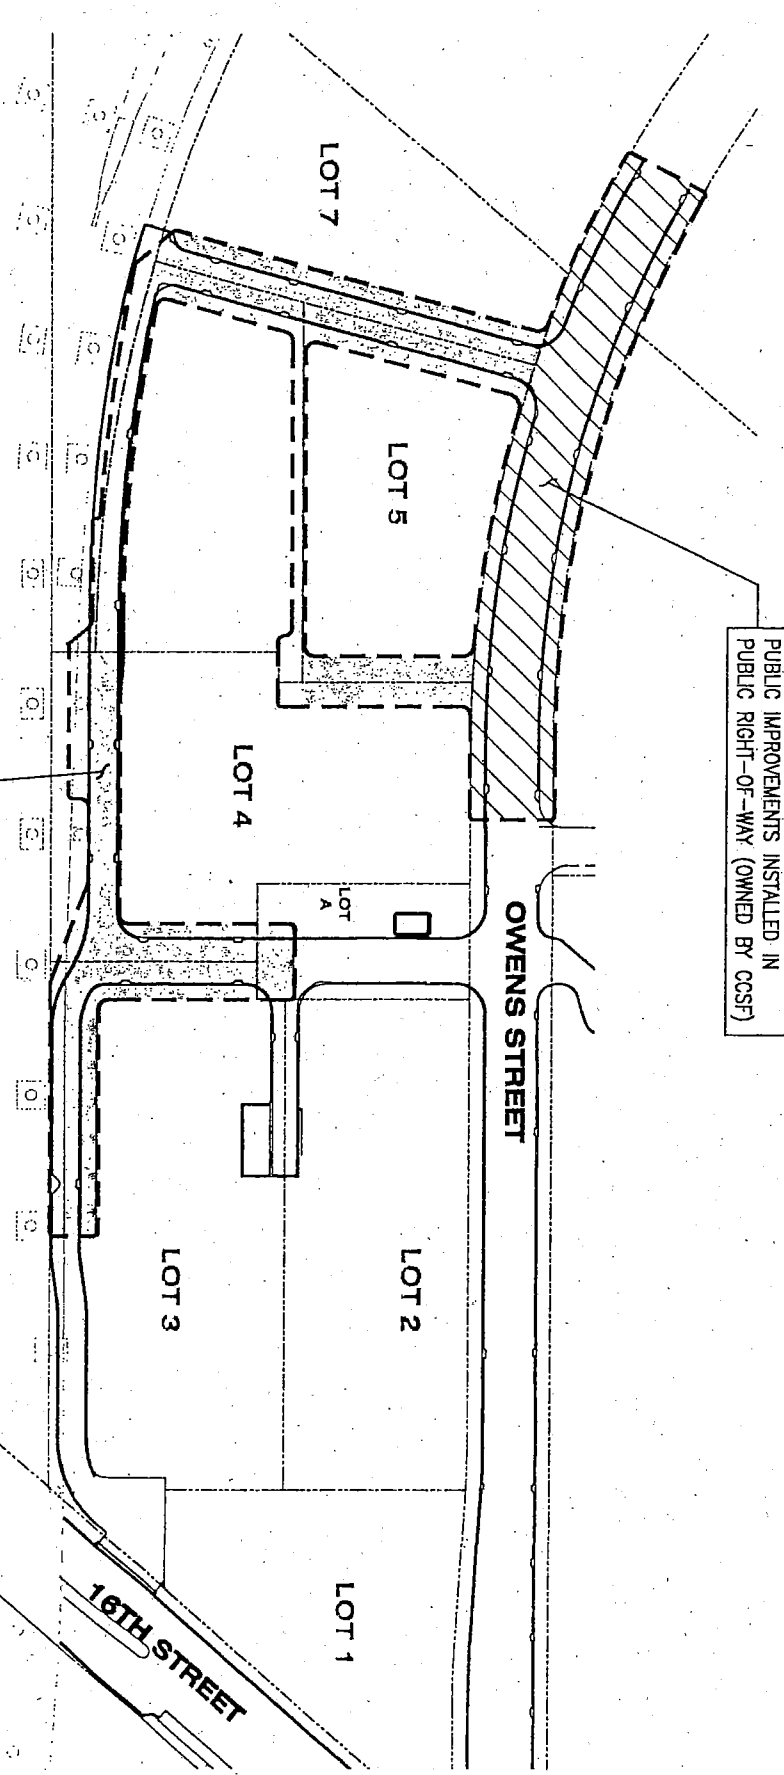 PUBLIC IMPROVEMENTS INSTALLED IN
PUBLIC RIGHT-OF-WAY (OWNED BY CCSF)
LOT 7
LOT 5
LOT 4
LOT
A
OWENS STREET
LOT 3
LOT 2
LOT 1
16TH STREET